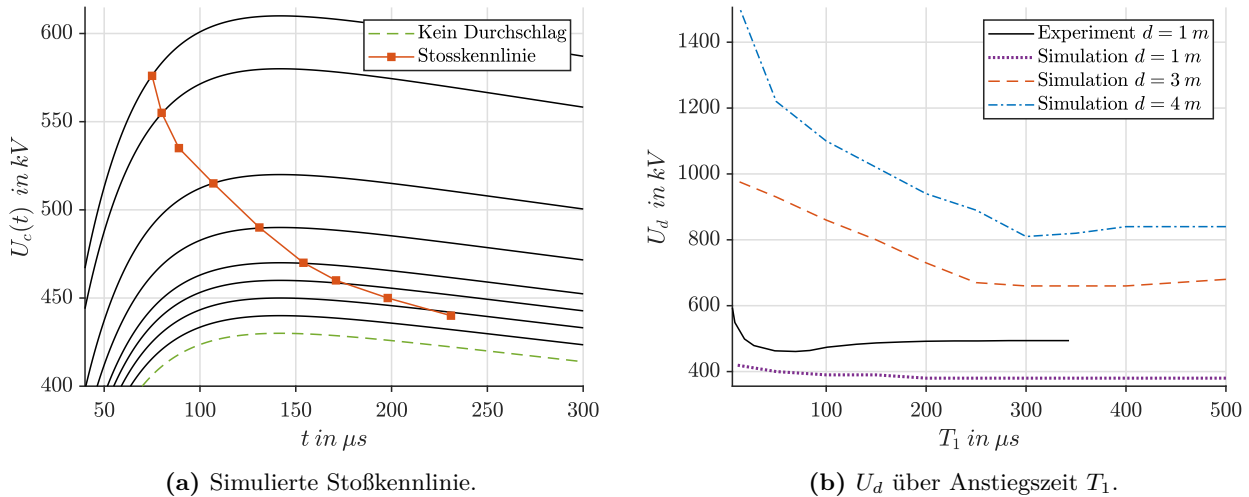 600
550
500
450
400
50
100
150
200
250
300
U_c(t) in kV
t in μs
Kein Durchschlag
Stosskennlinie
(a) Simulierte Stoßkennlinie.
1400
1200
1000
800
600
400
100
200
300
400
500
U_d in kV
T_1 in μs
Experiment d = 1 m
Simulation d = 1 m
Simulation d = 3 m
Simulation d = 4 m
(b) U_d über Anstiegszeit T_1.